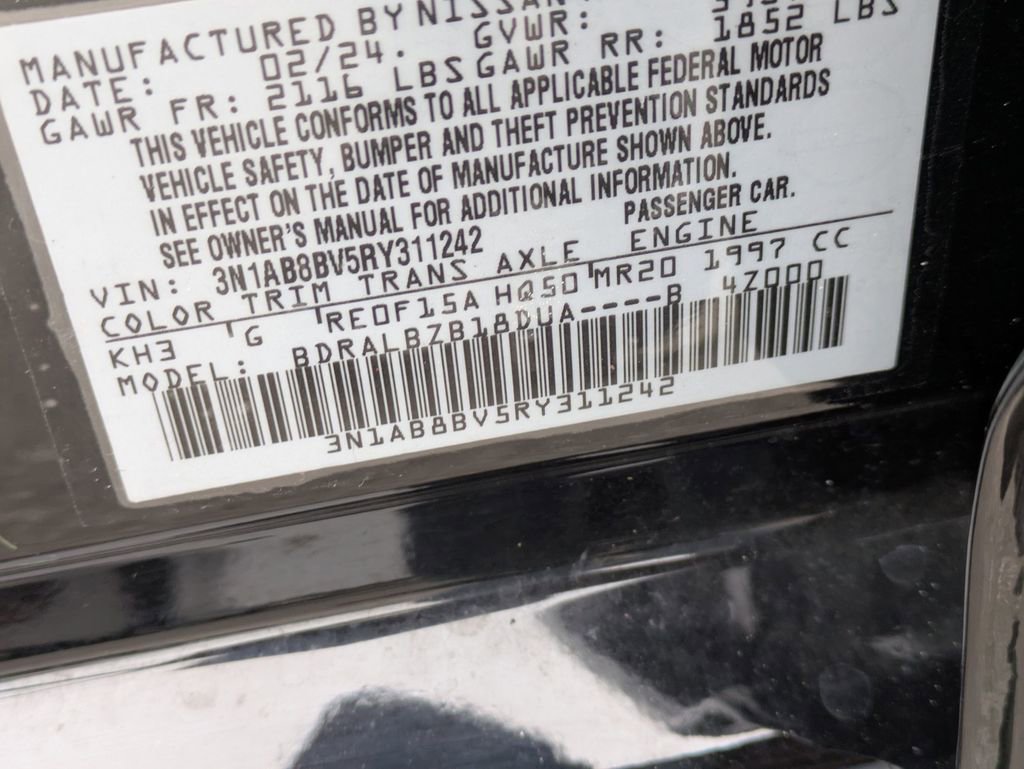 MANUFACTURED BY NISSAN
DATE: 02/24. GVWR:
GAWR FR: 2116 LBS GAWR RR: 1852 LBS
THIS VEHICLE CONFORMS TO ALL APPLICABLE FEDERAL MOTOR
VEHICLE SAFETY, BUMPER AND THEFT PREVENTION STANDARDS
IN EFFECT ON THE DATE OF MANUFACTURE SHOWN ABOVE.
SEE OWNER'S MANUAL FOR ADDITIONAL INFORMATION.
VIN: 3N1AB8BV5RY311242 PASSENGER CAR.
COLOR TRIM TRANS AXLE ENGINE
KH3 'G 'RE0F15A HQ50 'MR20 1997 CC
MODEL: BDRALBZB18DUA----B 4Z000
3N1AB8BV5RY311242